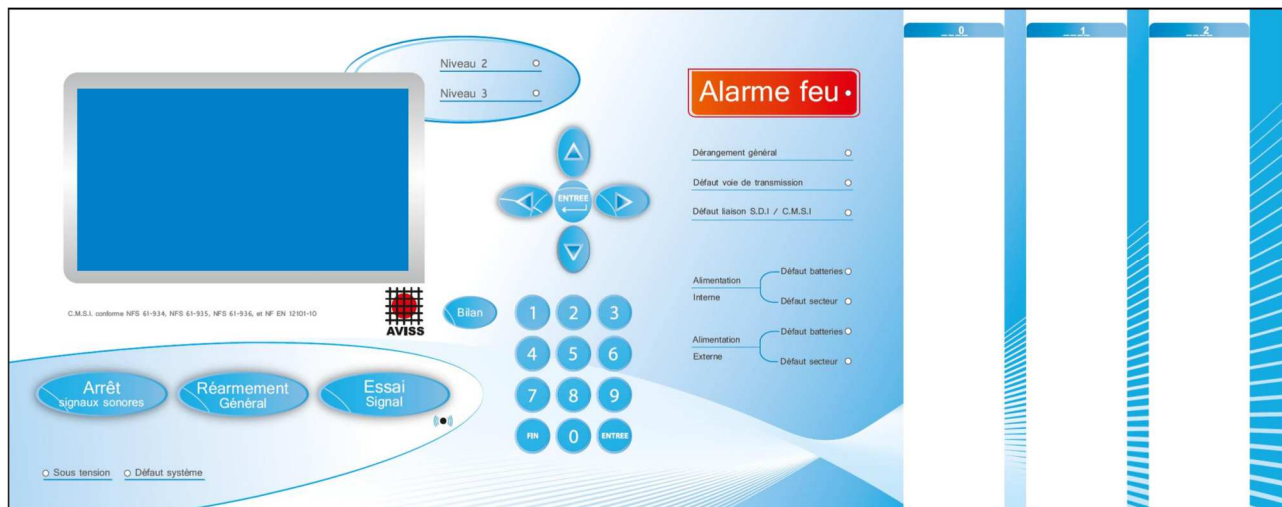 Niveau 2
Niveau 3
Alarme feu
Dérangement général
Défaut voie de transmission
Défaut liaison S.D.I / C.M.S.I
ENTREE
Alimentation
Interne
Défaut batteries
Défaut secteur
Alimentation
Externe
Défaut batteries
Défaut secteur
C.M.S.I. conforme NFS 61-934, NFS 61-935, NFS 61-936, et NF EN 12101-10
AVISS
Bilan
1 2 3
4 5 6
7 8 9
FIN 0 ENTREE
Arrêt
signaux sonores
Réarmement
Général
Essai
Signal
Sous tension
Défaut système
_ _ 0 _
_ _ 1 _
_ _ 2 _